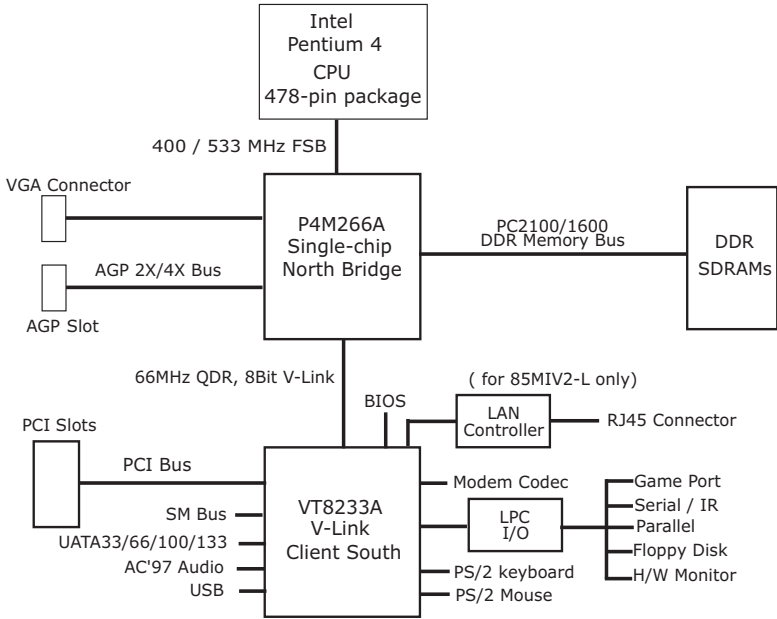 Intel
Pentium 4
CPU
478-pin package
400 / 533 MHz FSB
VGA Connector
P4M266A
Single-chip
North Bridge
PC2100/1600
DDR Memory Bus
DDR
SDRAMs
AGP 2X/4X Bus
AGP Slot
66MHz QDR, 8Bit V-Link
( for 85MIV2-L only)
BIOS
LAN
Controller
RJ45 Connector
PCI Slots
PCI Bus
VT8233A
V-Link
Client South
Modem Codec
SM Bus
UATA33/66/100/133
AC'97 Audio
USB
LPC
I/O
Game Port
Serial / IR
Parallel
Floppy Disk
H/W Monitor
PS/2 keyboard
PS/2 Mouse